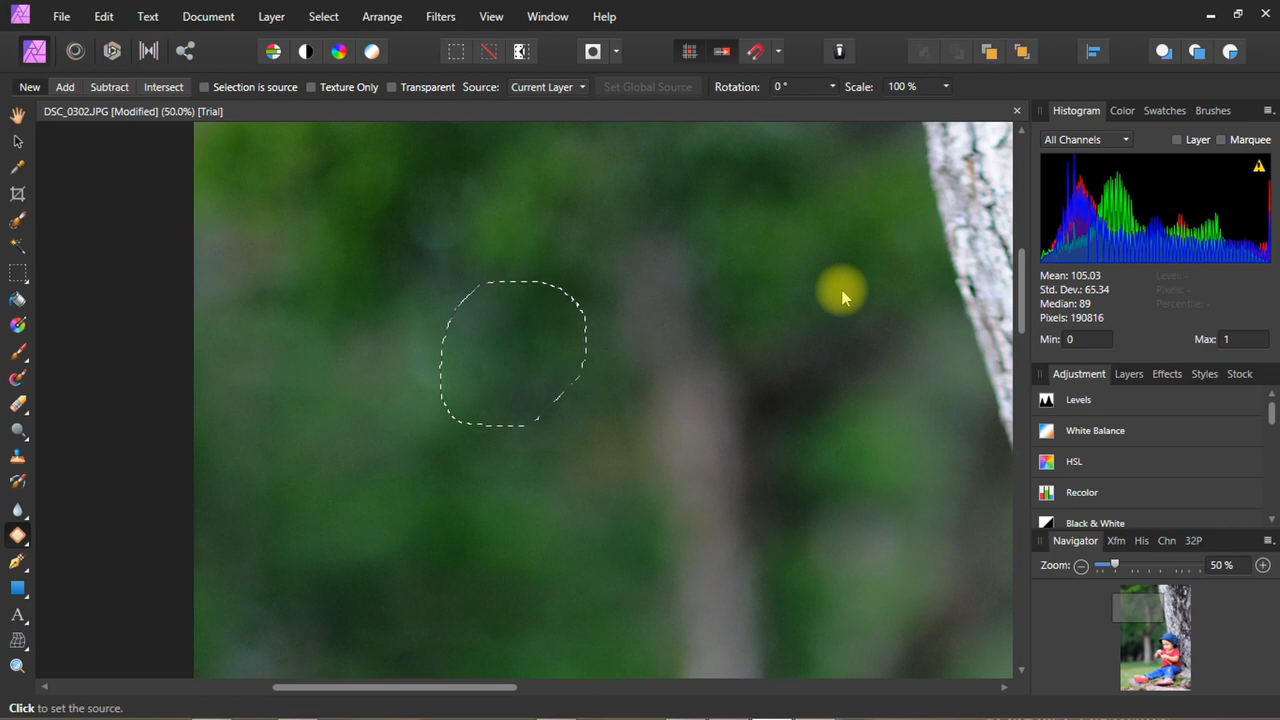 File Edit Text Document Layer Select Arrange Filters View Window Help
New Add Subtract Intersect Selection is source Texture Only Transparent Source: Current Layer Set Global Source Rotation: 0 ° Scale: 100 %
DSC_0302.JPG [Modified] (50.0%) [Trial]
Histogram Color Swatches Brushes
All Channels Layer Marquee
Mean: 105.03 Level: -
Std. Dev.: 65.34 Pixels: -
Median: 89 Percentile: -
Pixels: 190816
Min: 0 Max: 1
Adjustment Layers Effects Styles Stock
Levels
White Balance
HSL
Recolor
Black & White
Navigator Xfm His Chn 32P
Zoom: 50 %
Click to set the source.